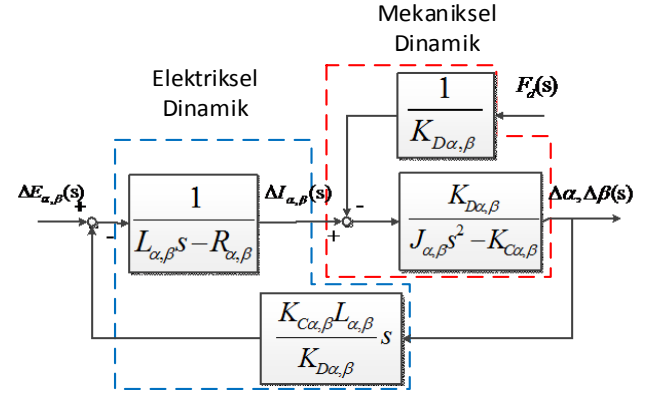 Mekaniksel
Dinamik
Elektriksel
Dinamik
1
K_{Dα,β}
F_d(s)
ΔE_{α,β}(s)
+
-
1
L_{α,β}s−R_{α,β}
ΔI_{α,β}(s)
+
-
K_{Dα,β}
J_{α,β}s²−K_{Cα,β}
Δα,Δβ(s)
K_{Cα,β}L_{α,β}
K_{Dα,β}
s